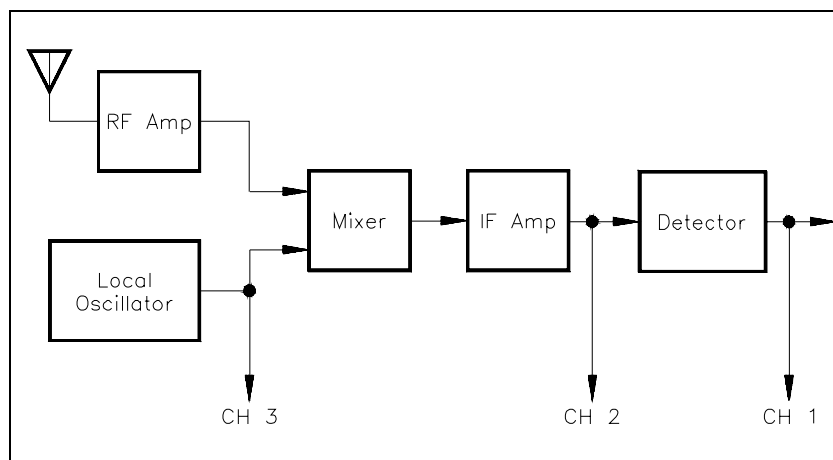 RF Amp
Mixer
IF Amp
Detector
Local
Oscillator
CH 3
CH 2
CH 1